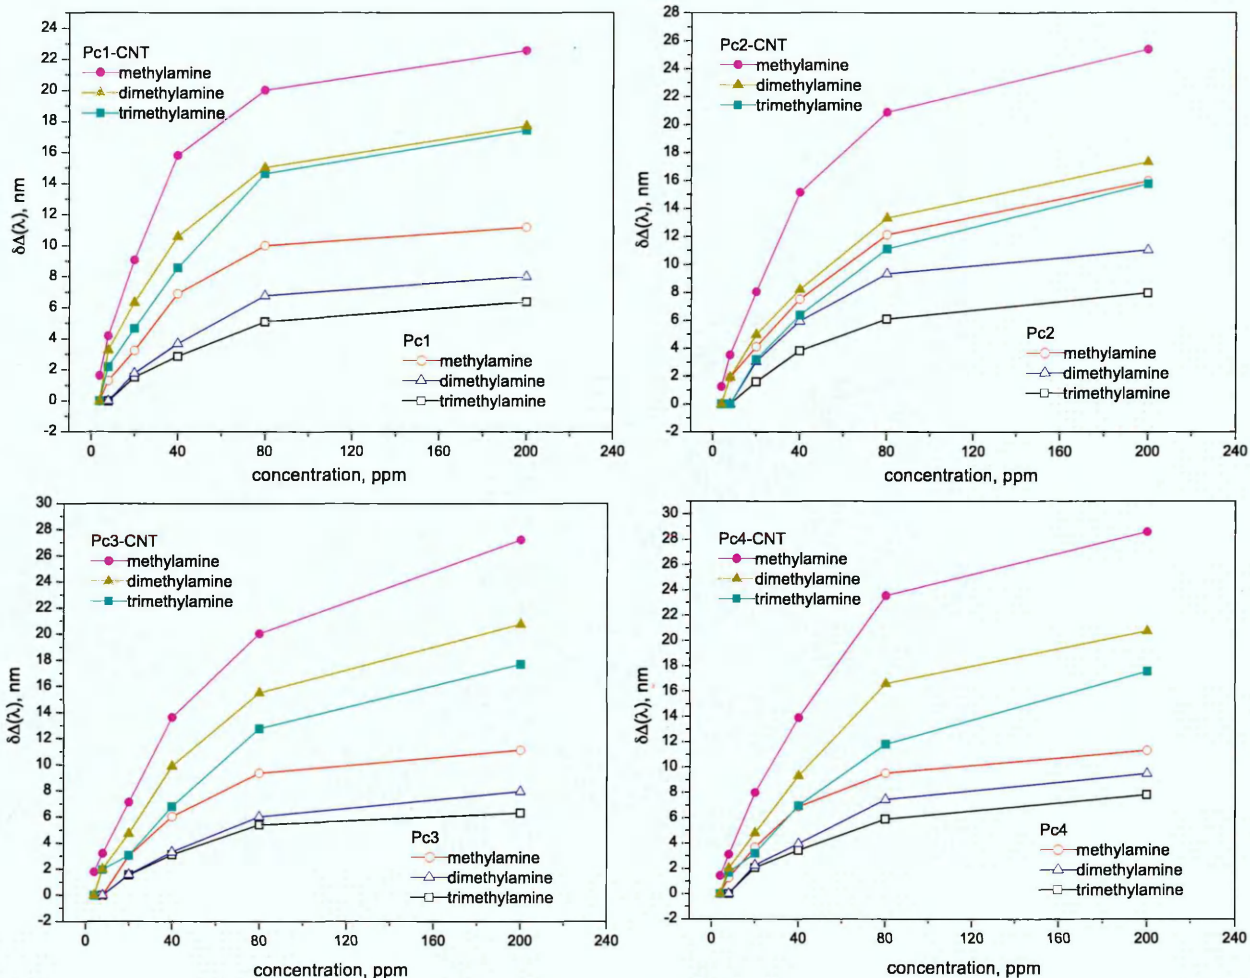 24
22
20
18
16
14
12
10
8
6
4
2
0
-2
δΔ(λ), nm
Pc1-CNT
methylamine
dimethylamine
trimethylamine
Pc1
methylamine
dimethylamine
trimethylamine
0 40 80 120 160 200 240
concentration, ppm
28
26
24
22
20
18
16
14
12
10
8
6
4
2
0
-2
δΔ(λ), nm
Pc2-CNT
methylamine
dimethylamine
trimethylamine
Pc2
methylamine
dimethylamine
trimethylamine
0 40 80 120 160 200 240
concentration, ppm
30
28
26
24
22
20
18
16
14
12
10
8
6
4
2
0
-2
δΔ(λ), nm
Pc3-CNT
methylamine
dimethylamine
trimethylamine
Pc3
methylamine
dimethylamine
trimethylamine
0 40 80 120 160 200 240
concentration, ppm
30
28
26
24
22
20
18
16
14
12
10
8
6
4
2
0
-2
δΔ(λ), nm
Pc4-CNT
methylamine
dimethylamine
trimethylamine
Pc4
methylamine
dimethylamine
trimethylamine
0 40 80 120 160 200 240
concentration, ppm